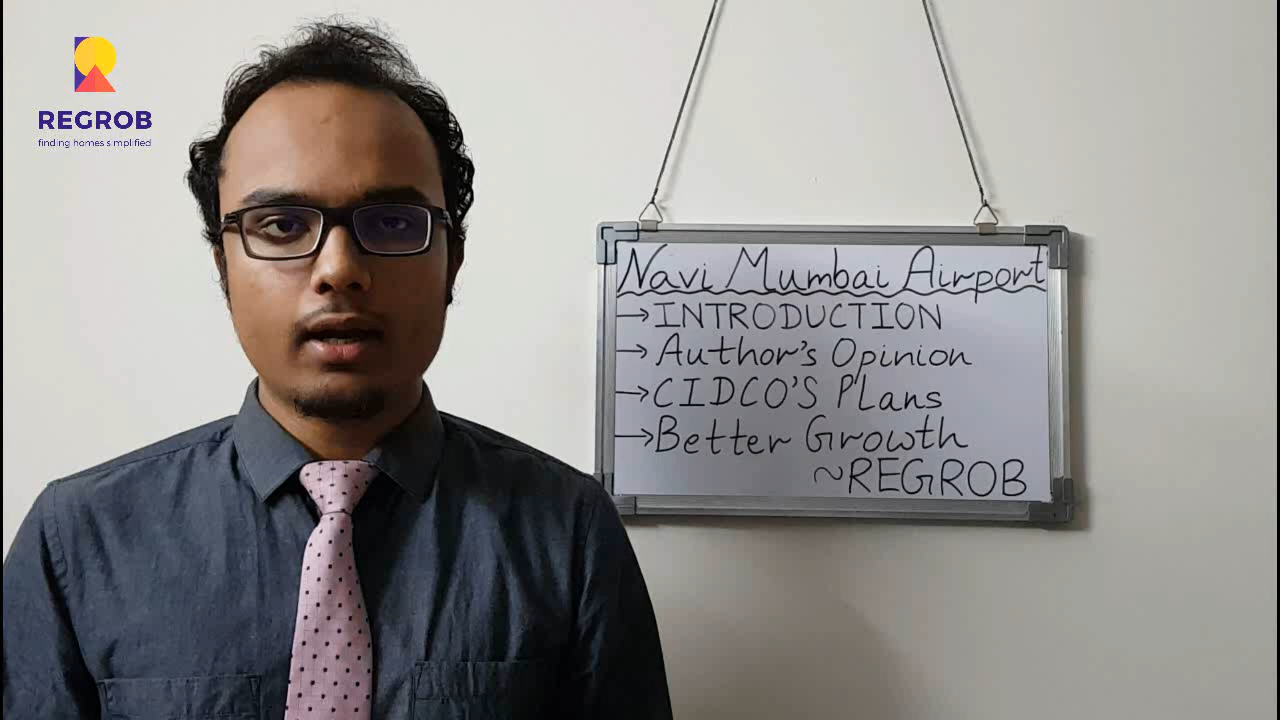 REGROB
finding homes simplified
Navi Mumbai Airport
→INTRODUCTION
→Author's Opinion
→CIDCO'S Plans
→Better Growth
~REGROB